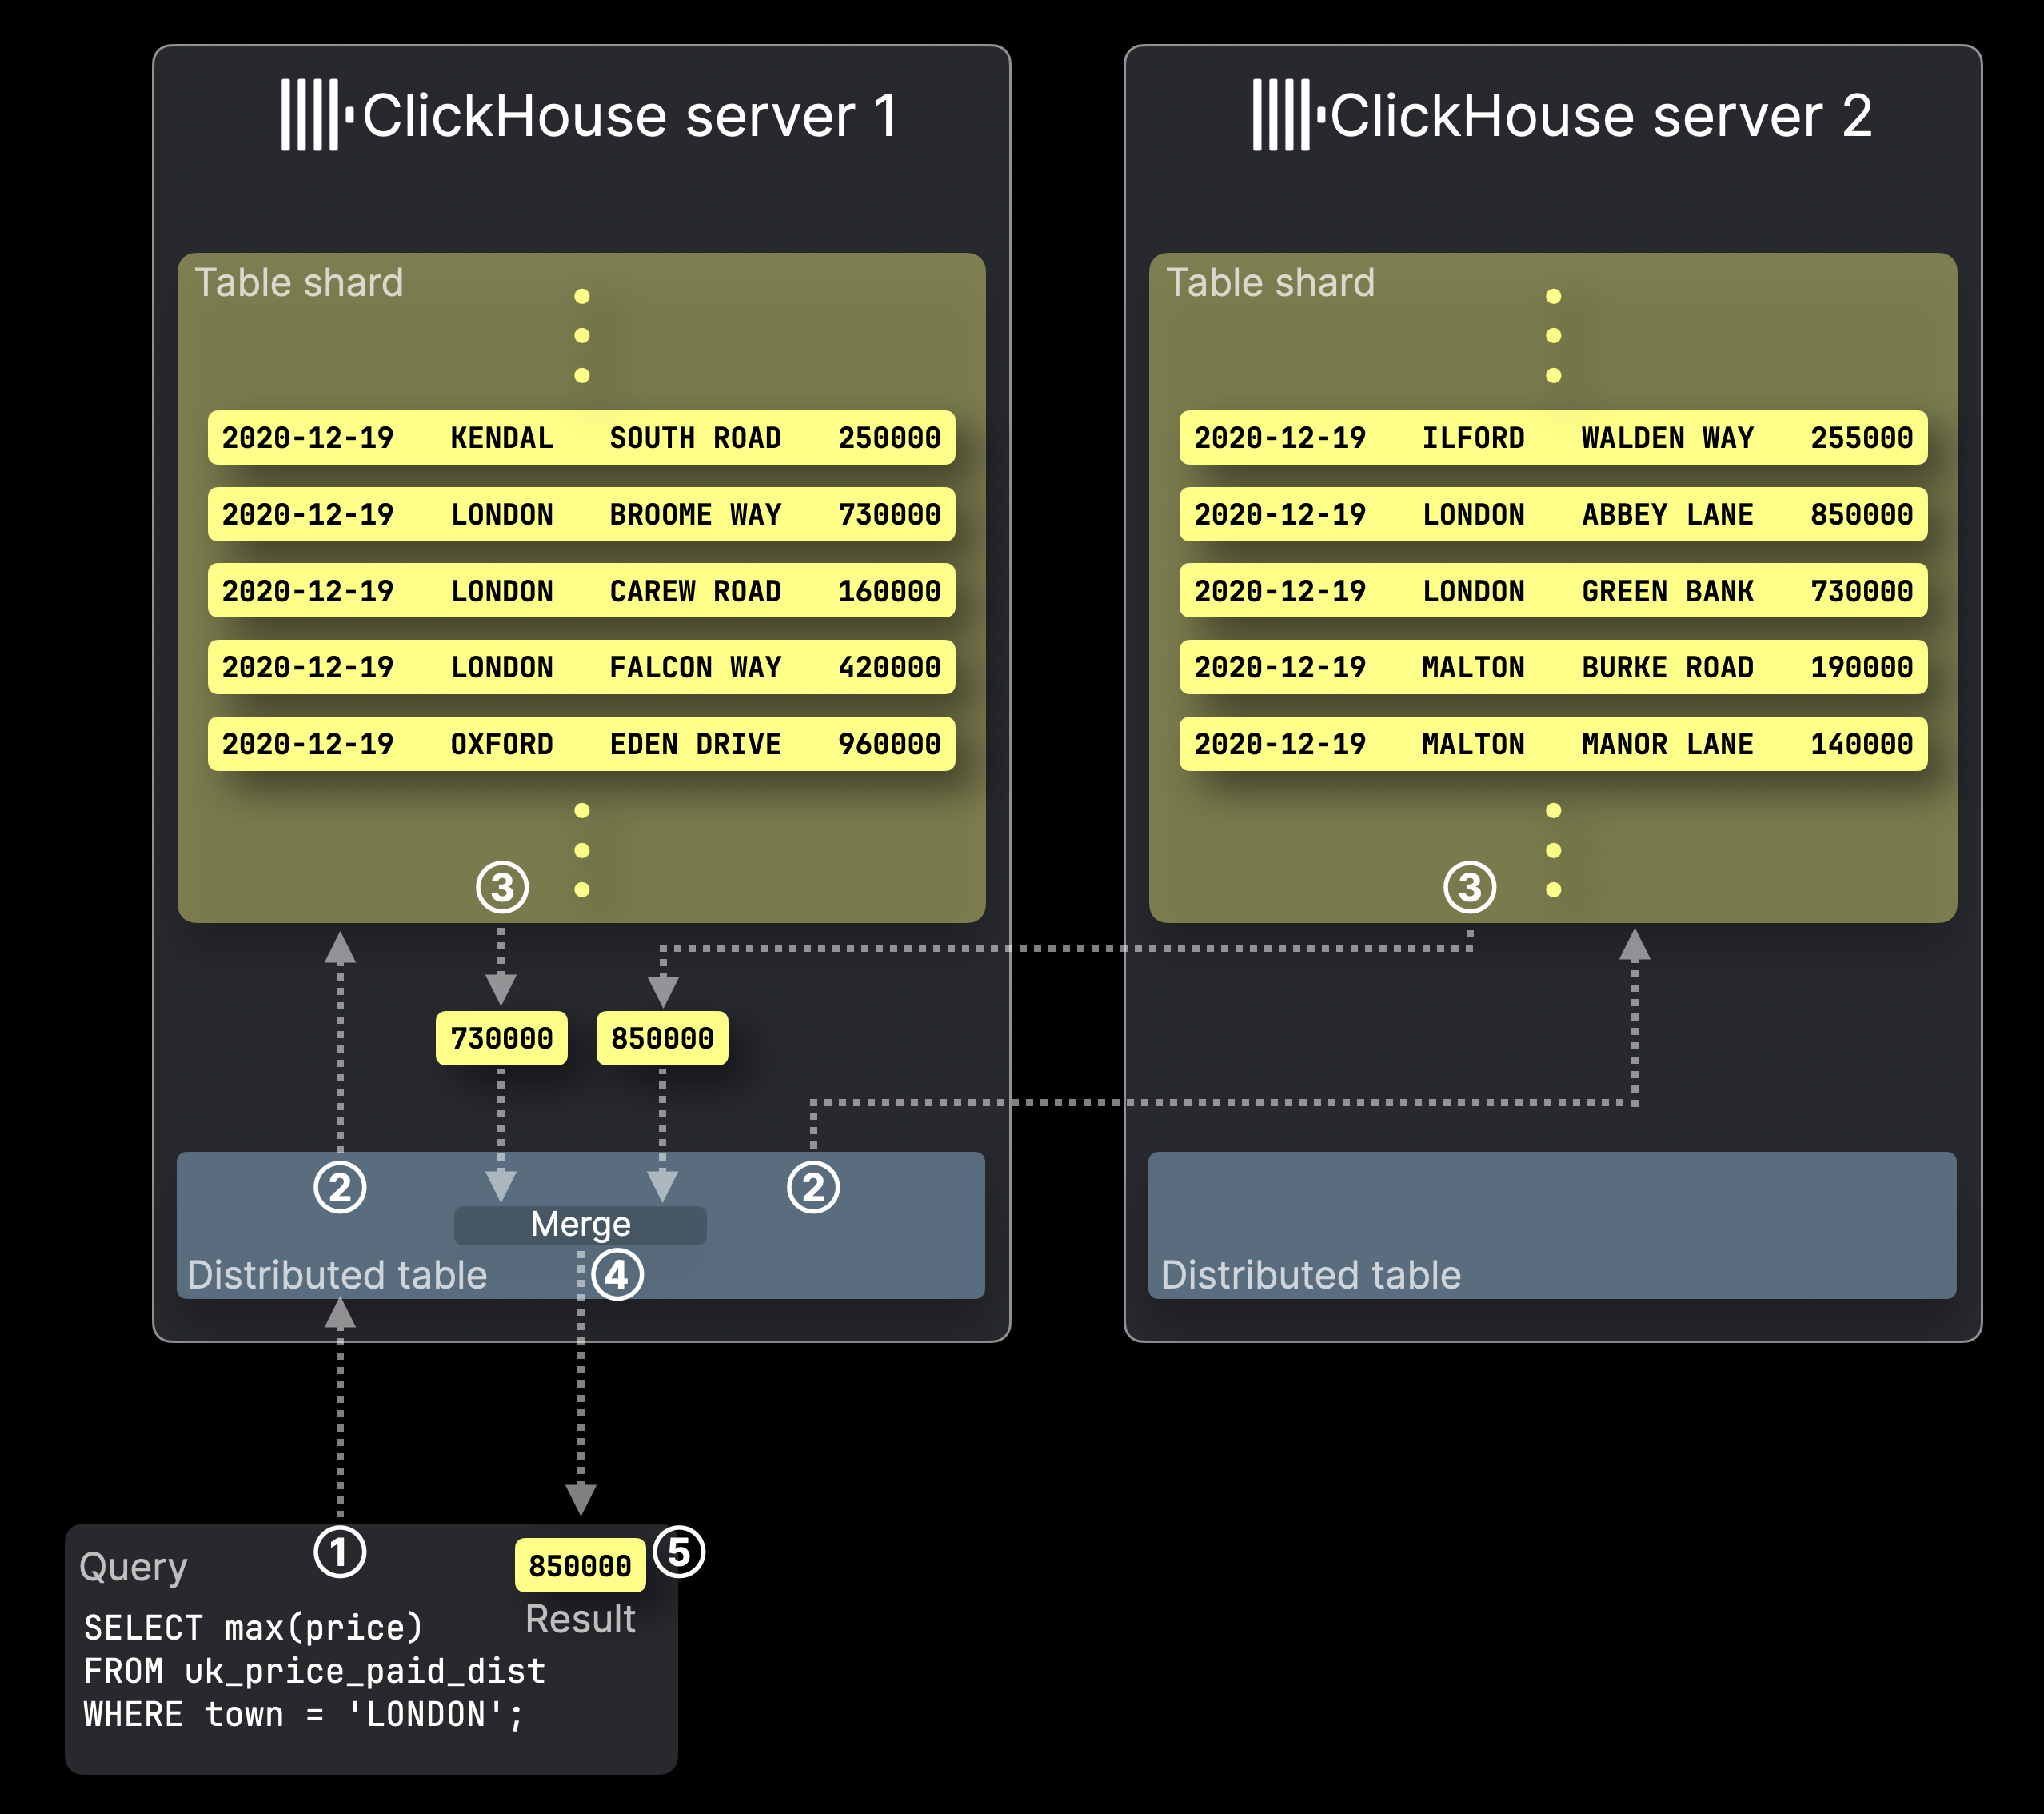 ClickHouse server 1
Table shard
2020-12-19 KENDAL SOUTH ROAD 250000
2020-12-19 LONDON BROOME WAY 730000
2020-12-19 LONDON CAREW ROAD 160000
2020-12-19 LONDON FALCON WAY 420000
2020-12-19 OXFORD EDEN DRIVE 960000
3
730000 850000
2 2
Merge
4
Distributed table
ClickHouse server 2
Table shard
2020-12-19 ILFORD WALDEN WAY 255000
2020-12-19 LONDON ABBEY LANE 850000
2020-12-19 LONDON GREEN BANK 730000
2020-12-19 MALTON BURKE ROAD 190000
2020-12-19 MALTON MANOR LANE 140000
3
Distributed table
Query
1
850000
5
Result
SELECT max(price)
FROM uk_price_paid_dist
WHERE town = 'LONDON';